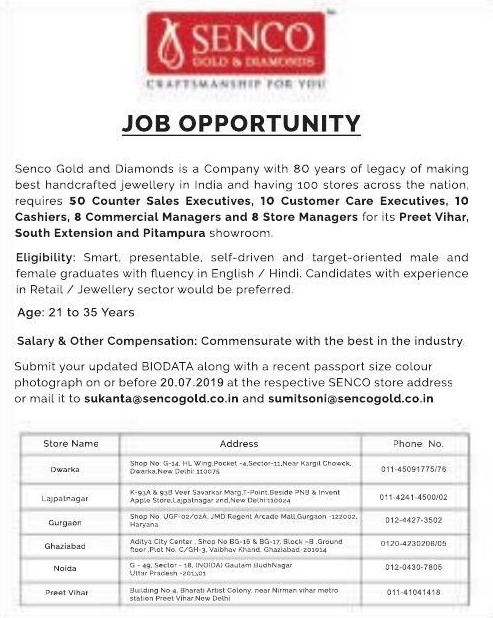 SENCO
GOLD & DIAMONDS
CRAFTSMANSHIP FOR YOU
JOB OPPORTUNITY
Senco Gold and Diamonds is a Company with 80 years of legacy of making
best handcrafted jewellery in India and having 100 stores across the nation,
requires 50 Counter Sales Executives, 10 Customer Care Executives, 10
Cashiers, 8 Commercial Managers and 8 Store Managers for its Preet Vihar,
South Extension and Pitampura showroom.
Eligibility: Smart, presentable, self-driven and target-oriented male and
female graduates with fluency in English / Hindi. Candidates with experience
in Retail / Jewellery sector would be preferred.
Age: 21 to 35 Years
Salary & Other Compensation: Commensurate with the best in the industry.
Submit your updated BIODATA along with a recent passport size colour
photograph on or before 20.07.2019 at the respective SENCO store address
or mail it to sukanta@sencogold.co.in and sumitsoni@sencogold.co.in
Store Name Address Phone No.
Dwarka Shop No: G-14, HL Wing,Pocket -4,Sector-11,Near Kargil Chowck, Dwarka,New Delhi: 110075 011-45091775/76
Lajpatnagar K-93A & 93B Veer Savarkar Marg,T-Point,Beside PNB & Invent Apple Store,Lajpatnagar 2nd,New Delhi:110024 011-4241-4500/02
Gurgaon Shop No. UGF-02/02A, JMD Regent Arcade Mall,Gurgaon -122002, Haryana 012-4427-3502
Ghaziabad Aditya City Center , Shop No BG-16 & BG-17, Block -B ,Ground floor ,Plot No. C/GH-3, Vaibhav Khand, Ghaziabad-201014 0120-4230206/05
Noida G - 49, Sector - 18, (NOIDA) Gautam BudhNagar Uttar Pradesh -201301 012-0430-7805
Preet Vihar Building No 4, Bharati Artist Colony, near Nirman vihar metro station Preet Vihar,New Delhi 011-41041418